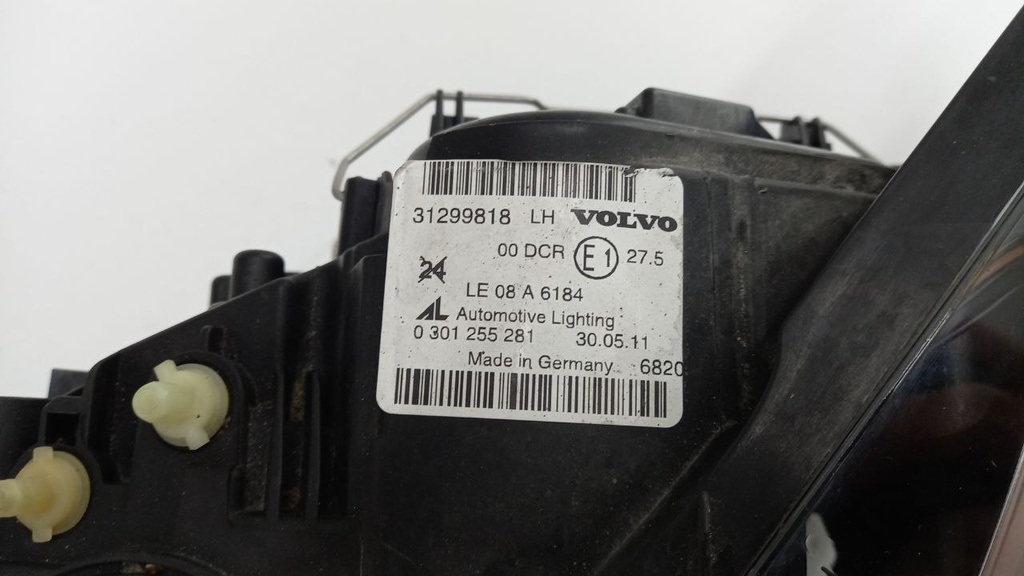 31299818 LH VOLVO
00 DCR E1 27.5
24
LE 08 A 6184
AL Automotive Lighting
0 301 255 281 30.05.11
Made in Germany 6820